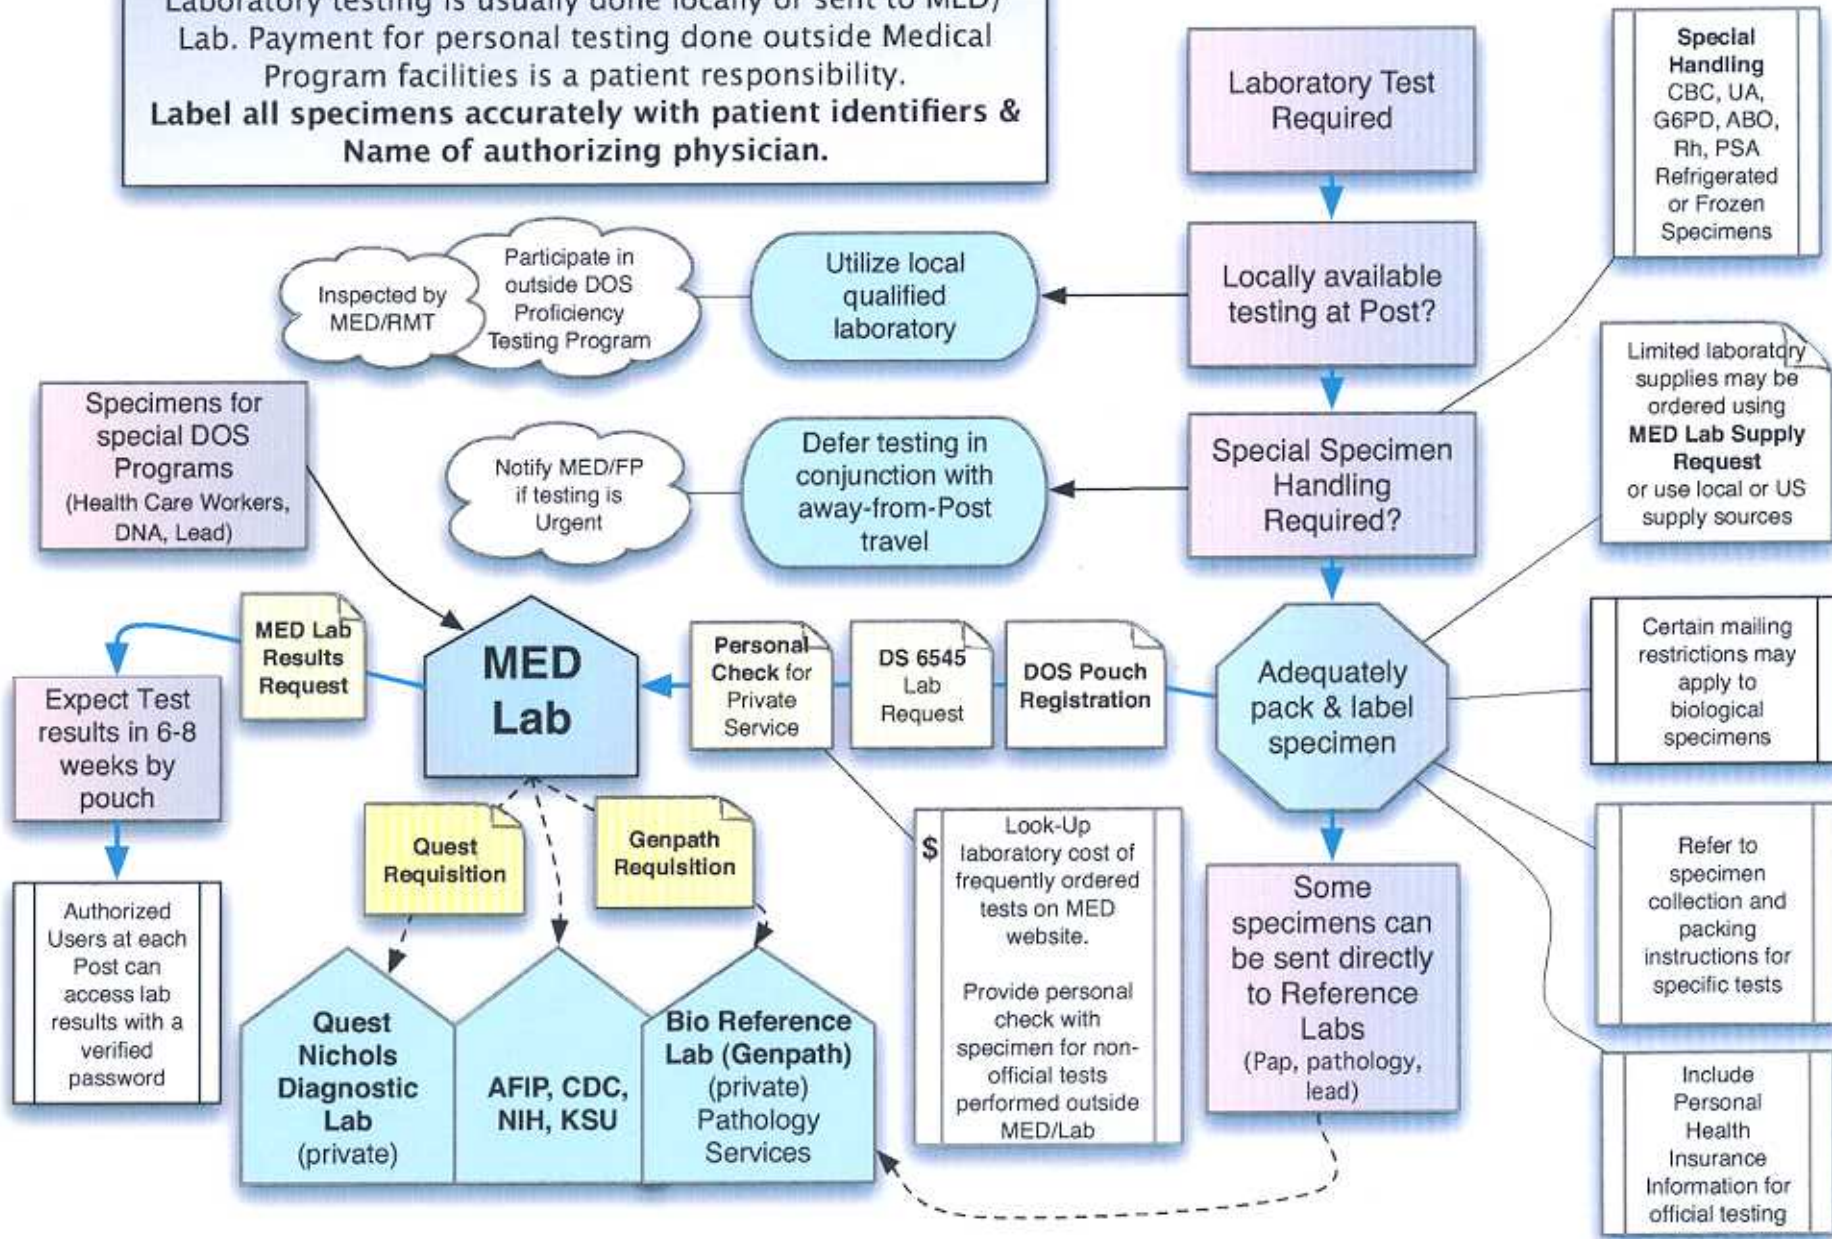 Laboratory testing is usually done locally or sent to MED/
Lab. Payment for personal testing done outside Medical
Program facilities is a patient responsibility.
Label all specimens accurately with patient identifiers &
Name of authorizing physician.
Laboratory Test
Required
Special
Handling
CBC, UA,
G6PD, ABO,
Rh, PSA
Refrigerated
or Frozen
Specimens
Inspected by
MED/RMT
Participate in
outside DOS
Proficiency
Testing Program
Utilize local
qualified
laboratory
Locally available
testing at Post?
Limited laboratory
supplies may be
ordered using
MED Lab Supply
Request
or use local or US
supply sources
Specimens for
special DOS
Programs
(Health Care Workers,
DNA, Lead)
Notify MED/FP
if testing is
Urgent
Defer testing in
conjunction with
away-from-Post
travel
Special Specimen
Handling
Required?
MED Lab
Results
Request
MED
Lab
Personal
Check for
Private
Service
DS 6545
Lab
Request
DOS Pouch
Registration
Adequately
pack & label
specimen
Certain mailing
restrictions may
apply to
biological
specimens
Expect Test
results in 6-8
weeks by
pouch
Quest
Requisition
Genpath
Requisition
$
Look-Up
laboratory cost of
frequently ordered
tests on MED
website.
Provide personal
check with
specimen for non-
official tests
performed outside
MED/Lab
Refer to
specimen
collection and
packing
instructions for
specific tests
Authorized
Users at each
Post can
access lab
results with a
verified
password
Quest
Nichols
Diagnostic
Lab
(private)
AFIP, CDC,
NIH, KSU
Bio Reference
Lab (Genpath)
(private)
Pathology
Services
Some
specimens can
be sent directly
to Reference
Labs
(Pap, pathology,
lead)
Include
Personal
Health
Insurance
Information for
official testing